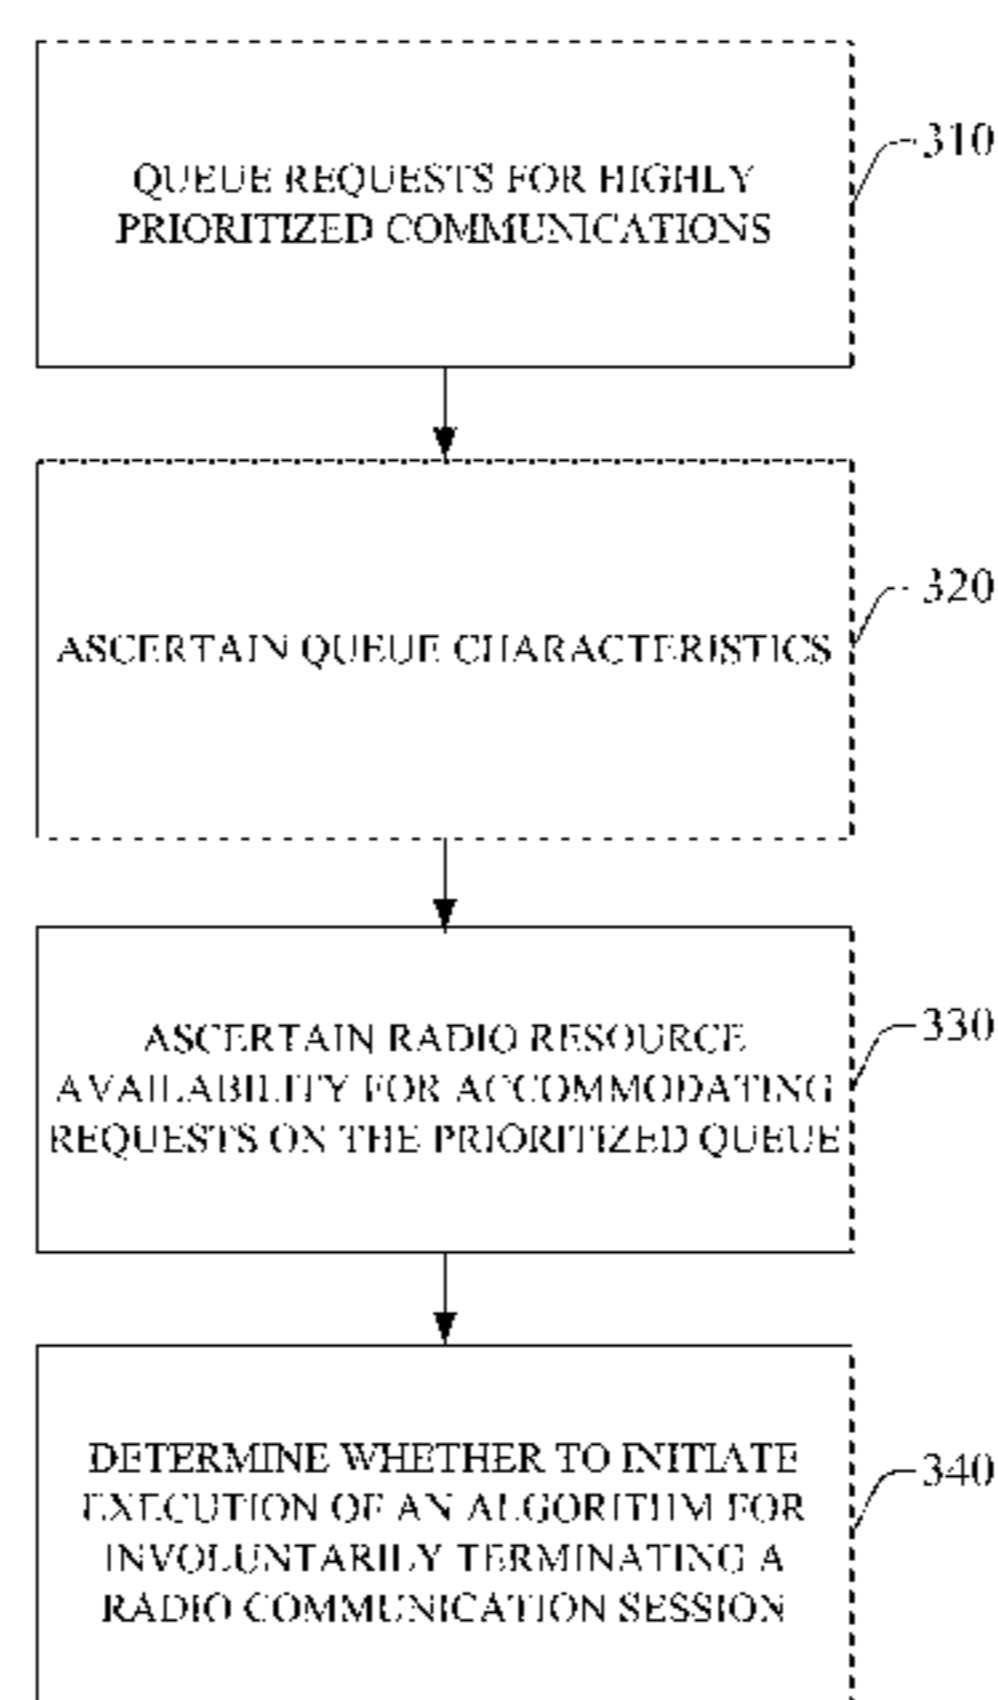 QUEUE REQUESTS FOR HIGHLY
PRIORITIZED COMMUNICATIONS
310
ASCERTAIN QUEUE CHARACTERISTICS
320
ASCERTAIN RADIO RESOURCE
AVAILABILITY FOR ACCOMMODATING
REQUESTS ON THE PRIORITIZED QUEUE
330
DETERMINE WHETHER TO INITIATE
EXECUTION OF AN ALGORITHM FOR
INVOLUNTARILY TERMINATING A
RADIO COMMUNICATION SESSION
340